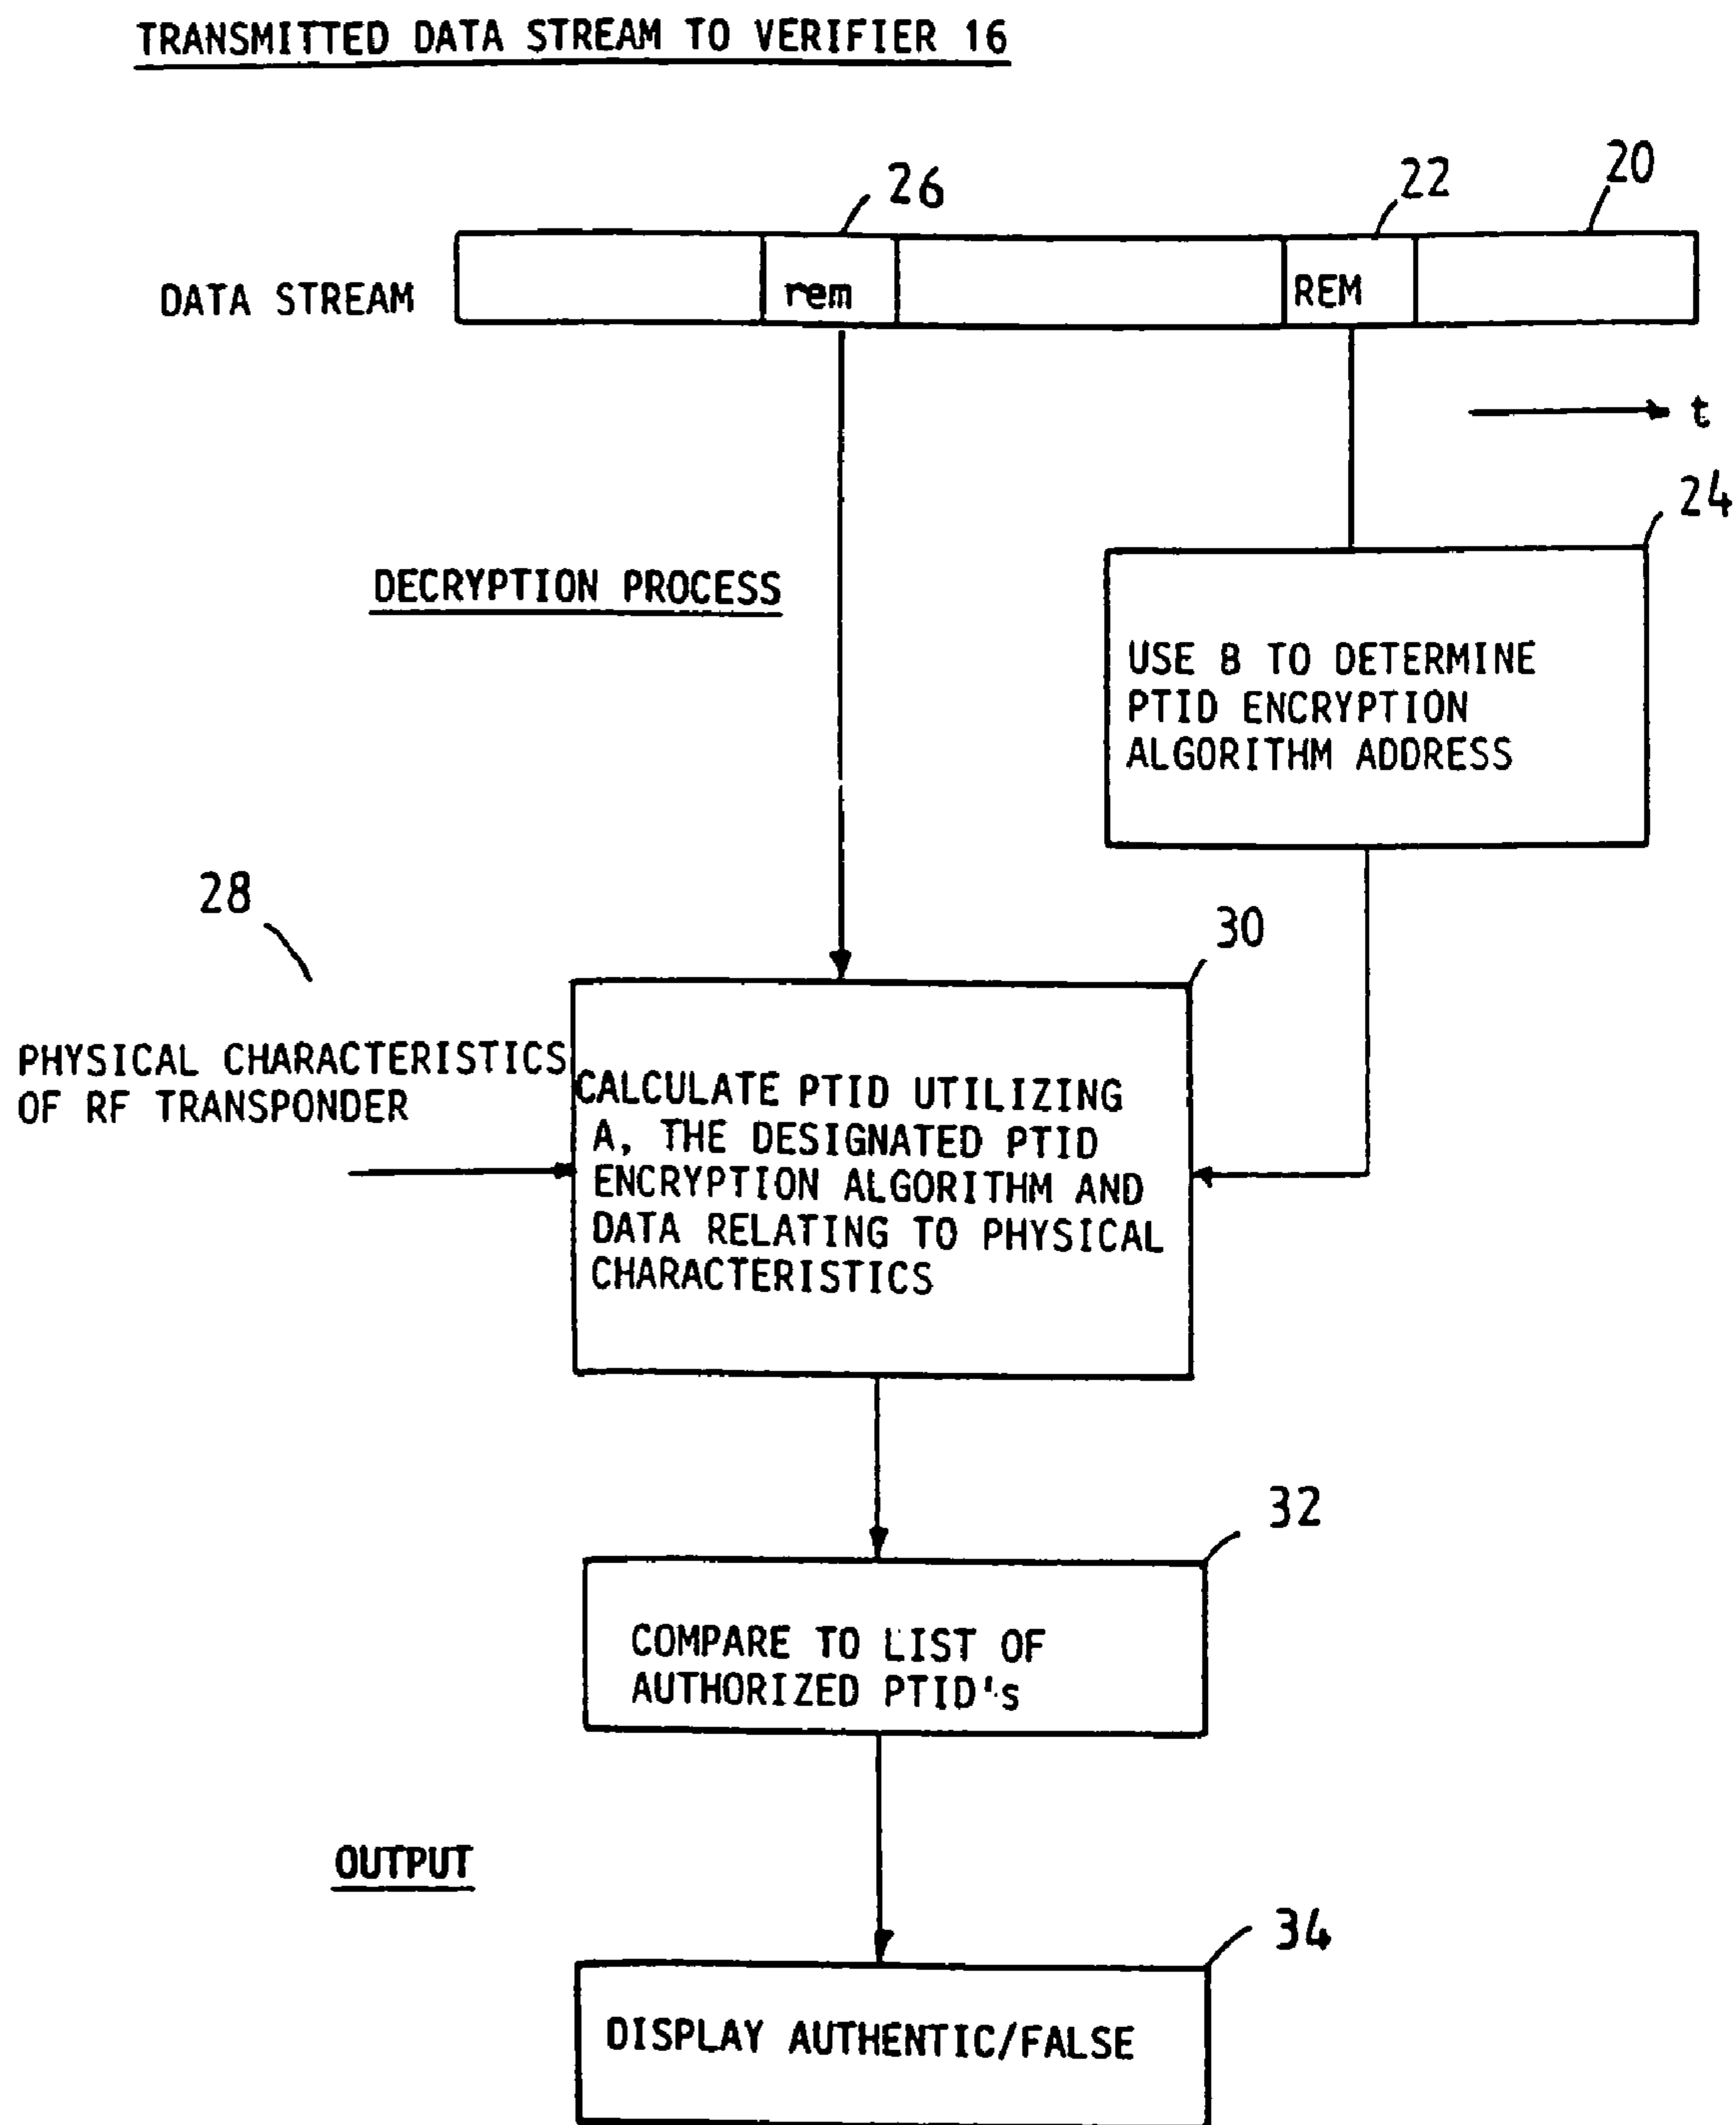 TRANSMITTED DATA STREAM TO VERIFIER 16
26
22
20
DATA STREAM
rem
REM
t
24
DECRYPTION PROCESS
USE B TO DETERMINE
PTID ENCRYPTION
ALGORITHM ADDRESS
28
30
PHYSICAL CHARACTERISTICS
OF RF TRANSPONDER
CALCULATE PTID UTILIZING
A, THE DESIGNATED PTID
ENCRYPTION ALGORITHM AND
DATA RELATING TO PHYSICAL
CHARACTERISTICS
32
COMPARE TO LIST OF
AUTHORIZED PTID's
OUTPUT
34
DISPLAY AUTHENTIC/FALSE